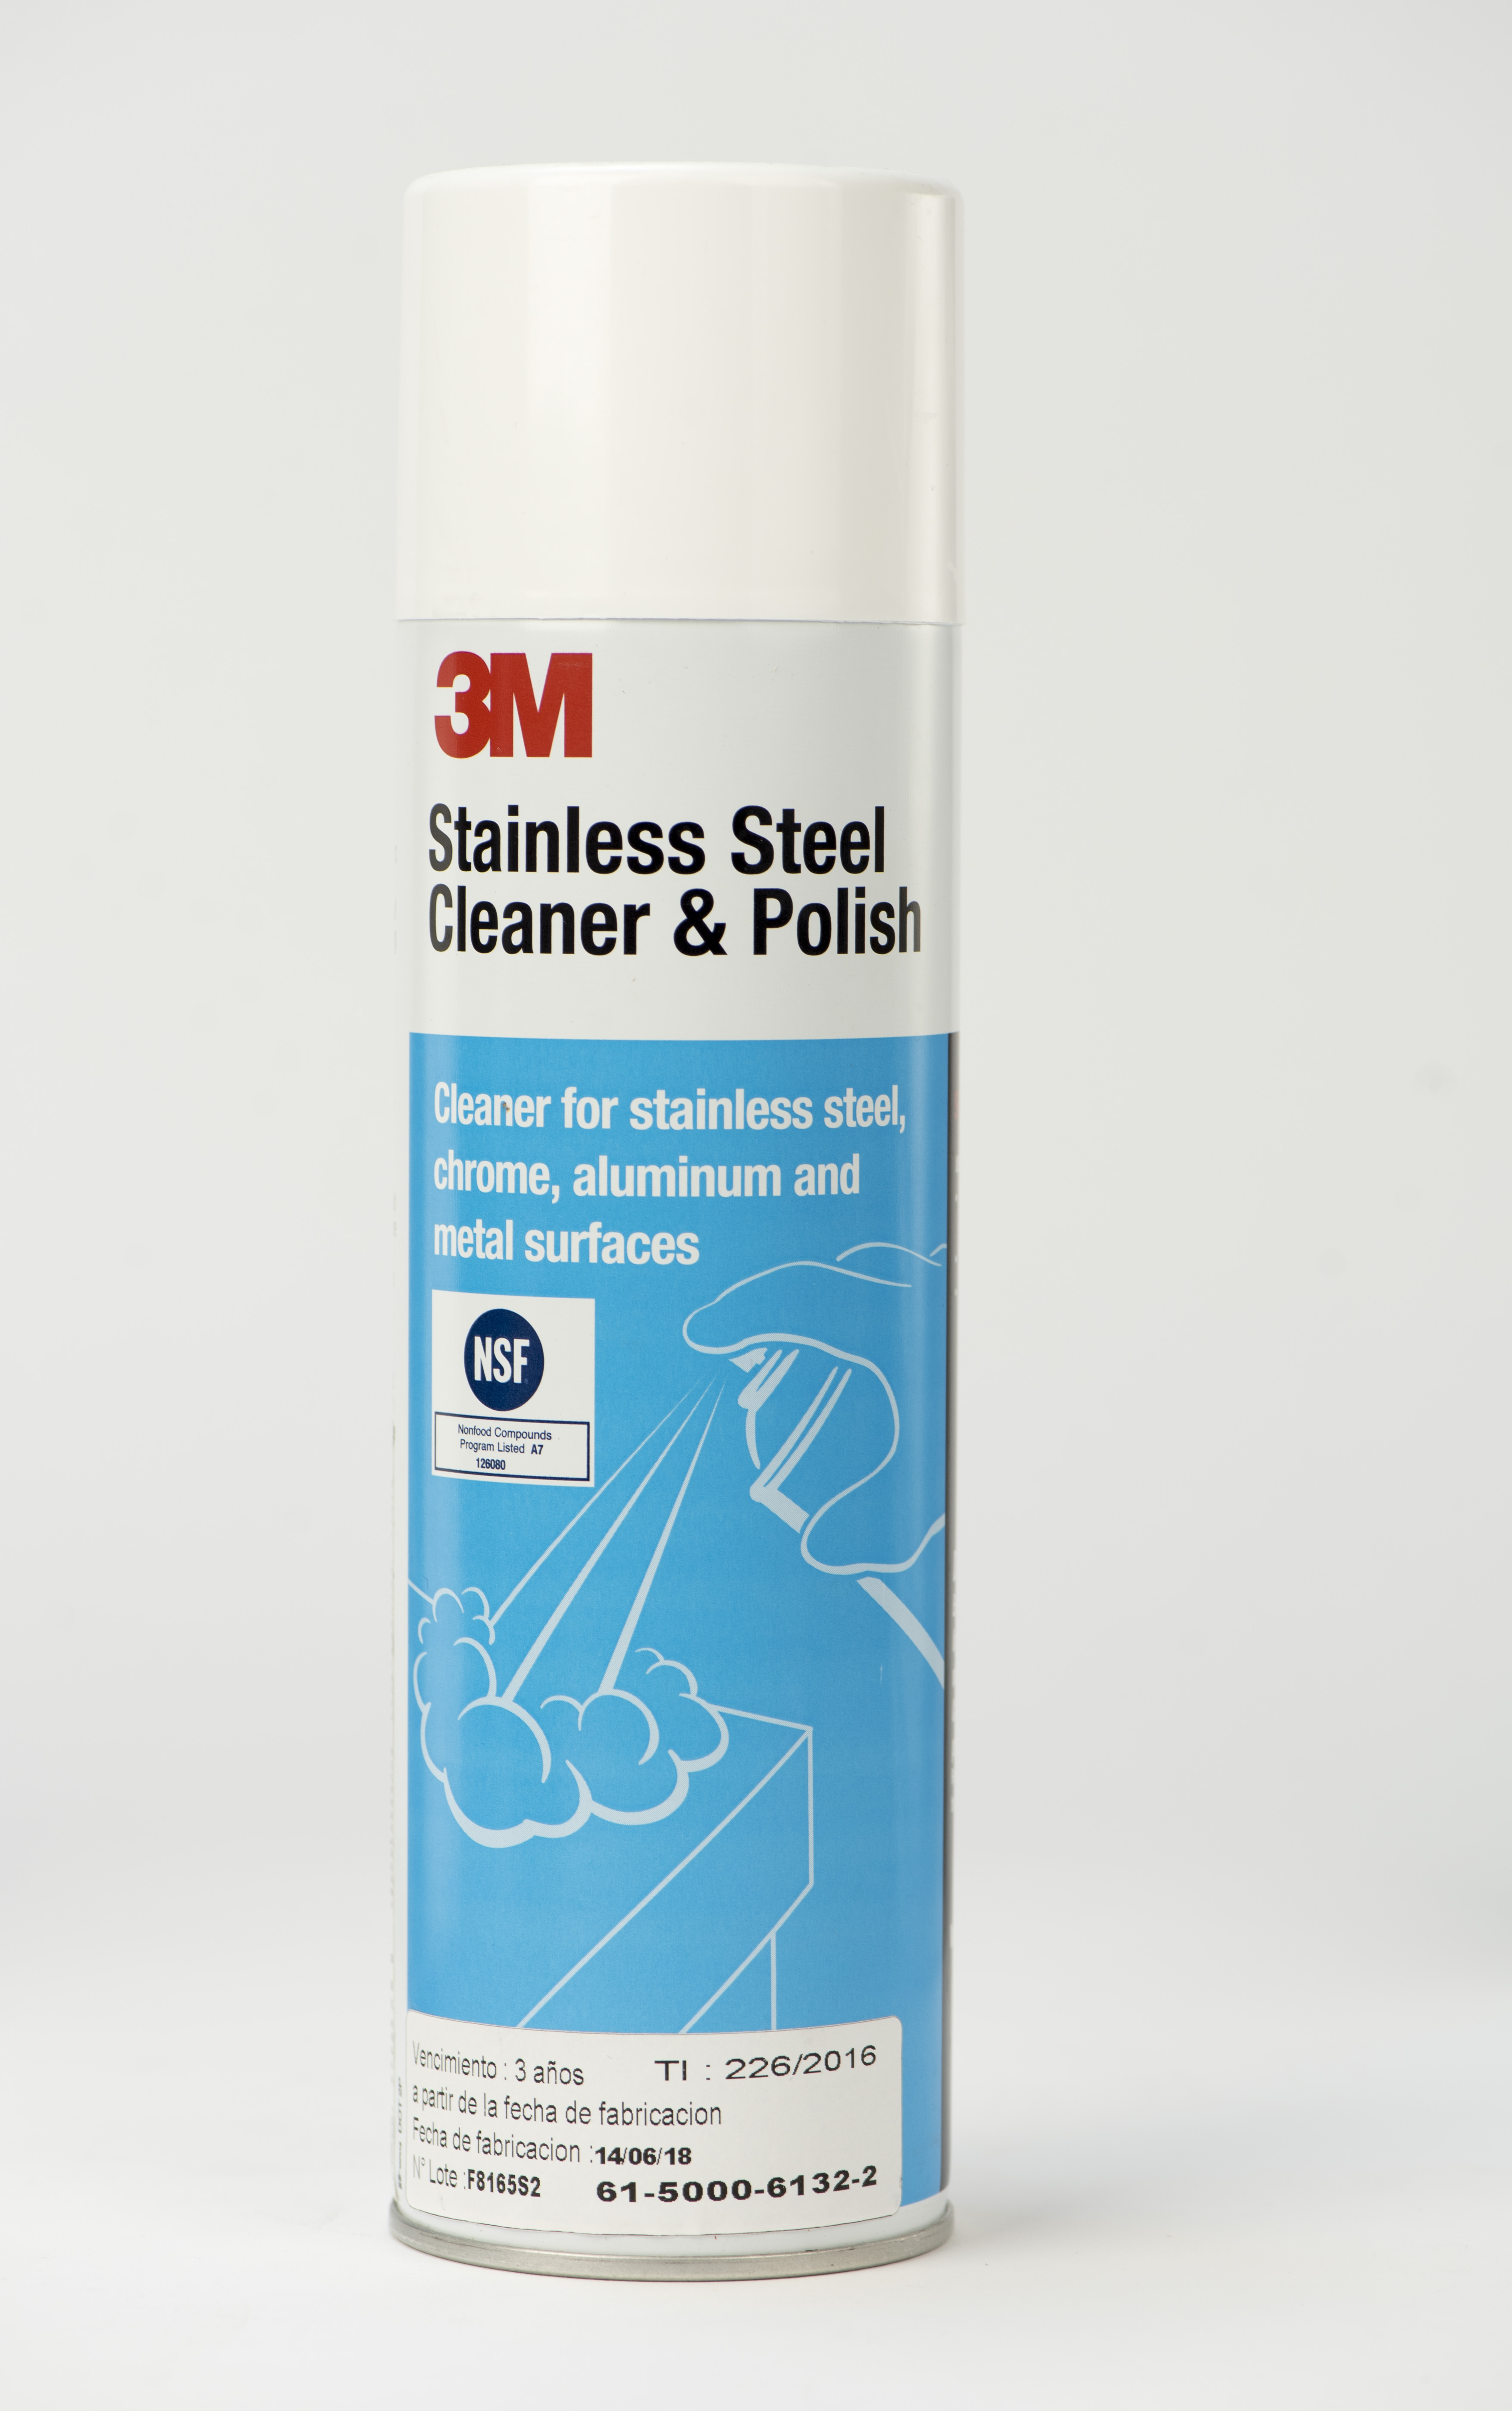 3M
Stainless Steel
Cleaner & Polish
Cleaner for stainless steel,
chrome, aluminum and
metal surfaces
NSF
Nonfood Compounds
Program Listed A7
126080
Vencimiento : 3 años TI : 226/2016
a partir de la fecha de fabricacion
Fecha de fabricacion :14/06/18
N° Lote :F8165S2 61-5000-6132-2